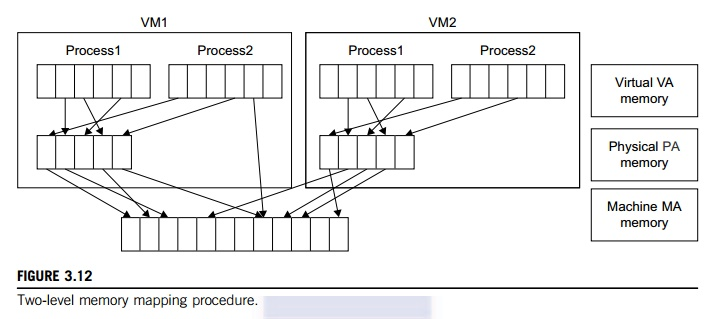 VM1 VM2
Process1 Process2 Process1 Process2
Virtual VA
memory
Physical PA
memory
Machine MA
memory
FIGURE 3.12
Two-level memory mapping procedure.